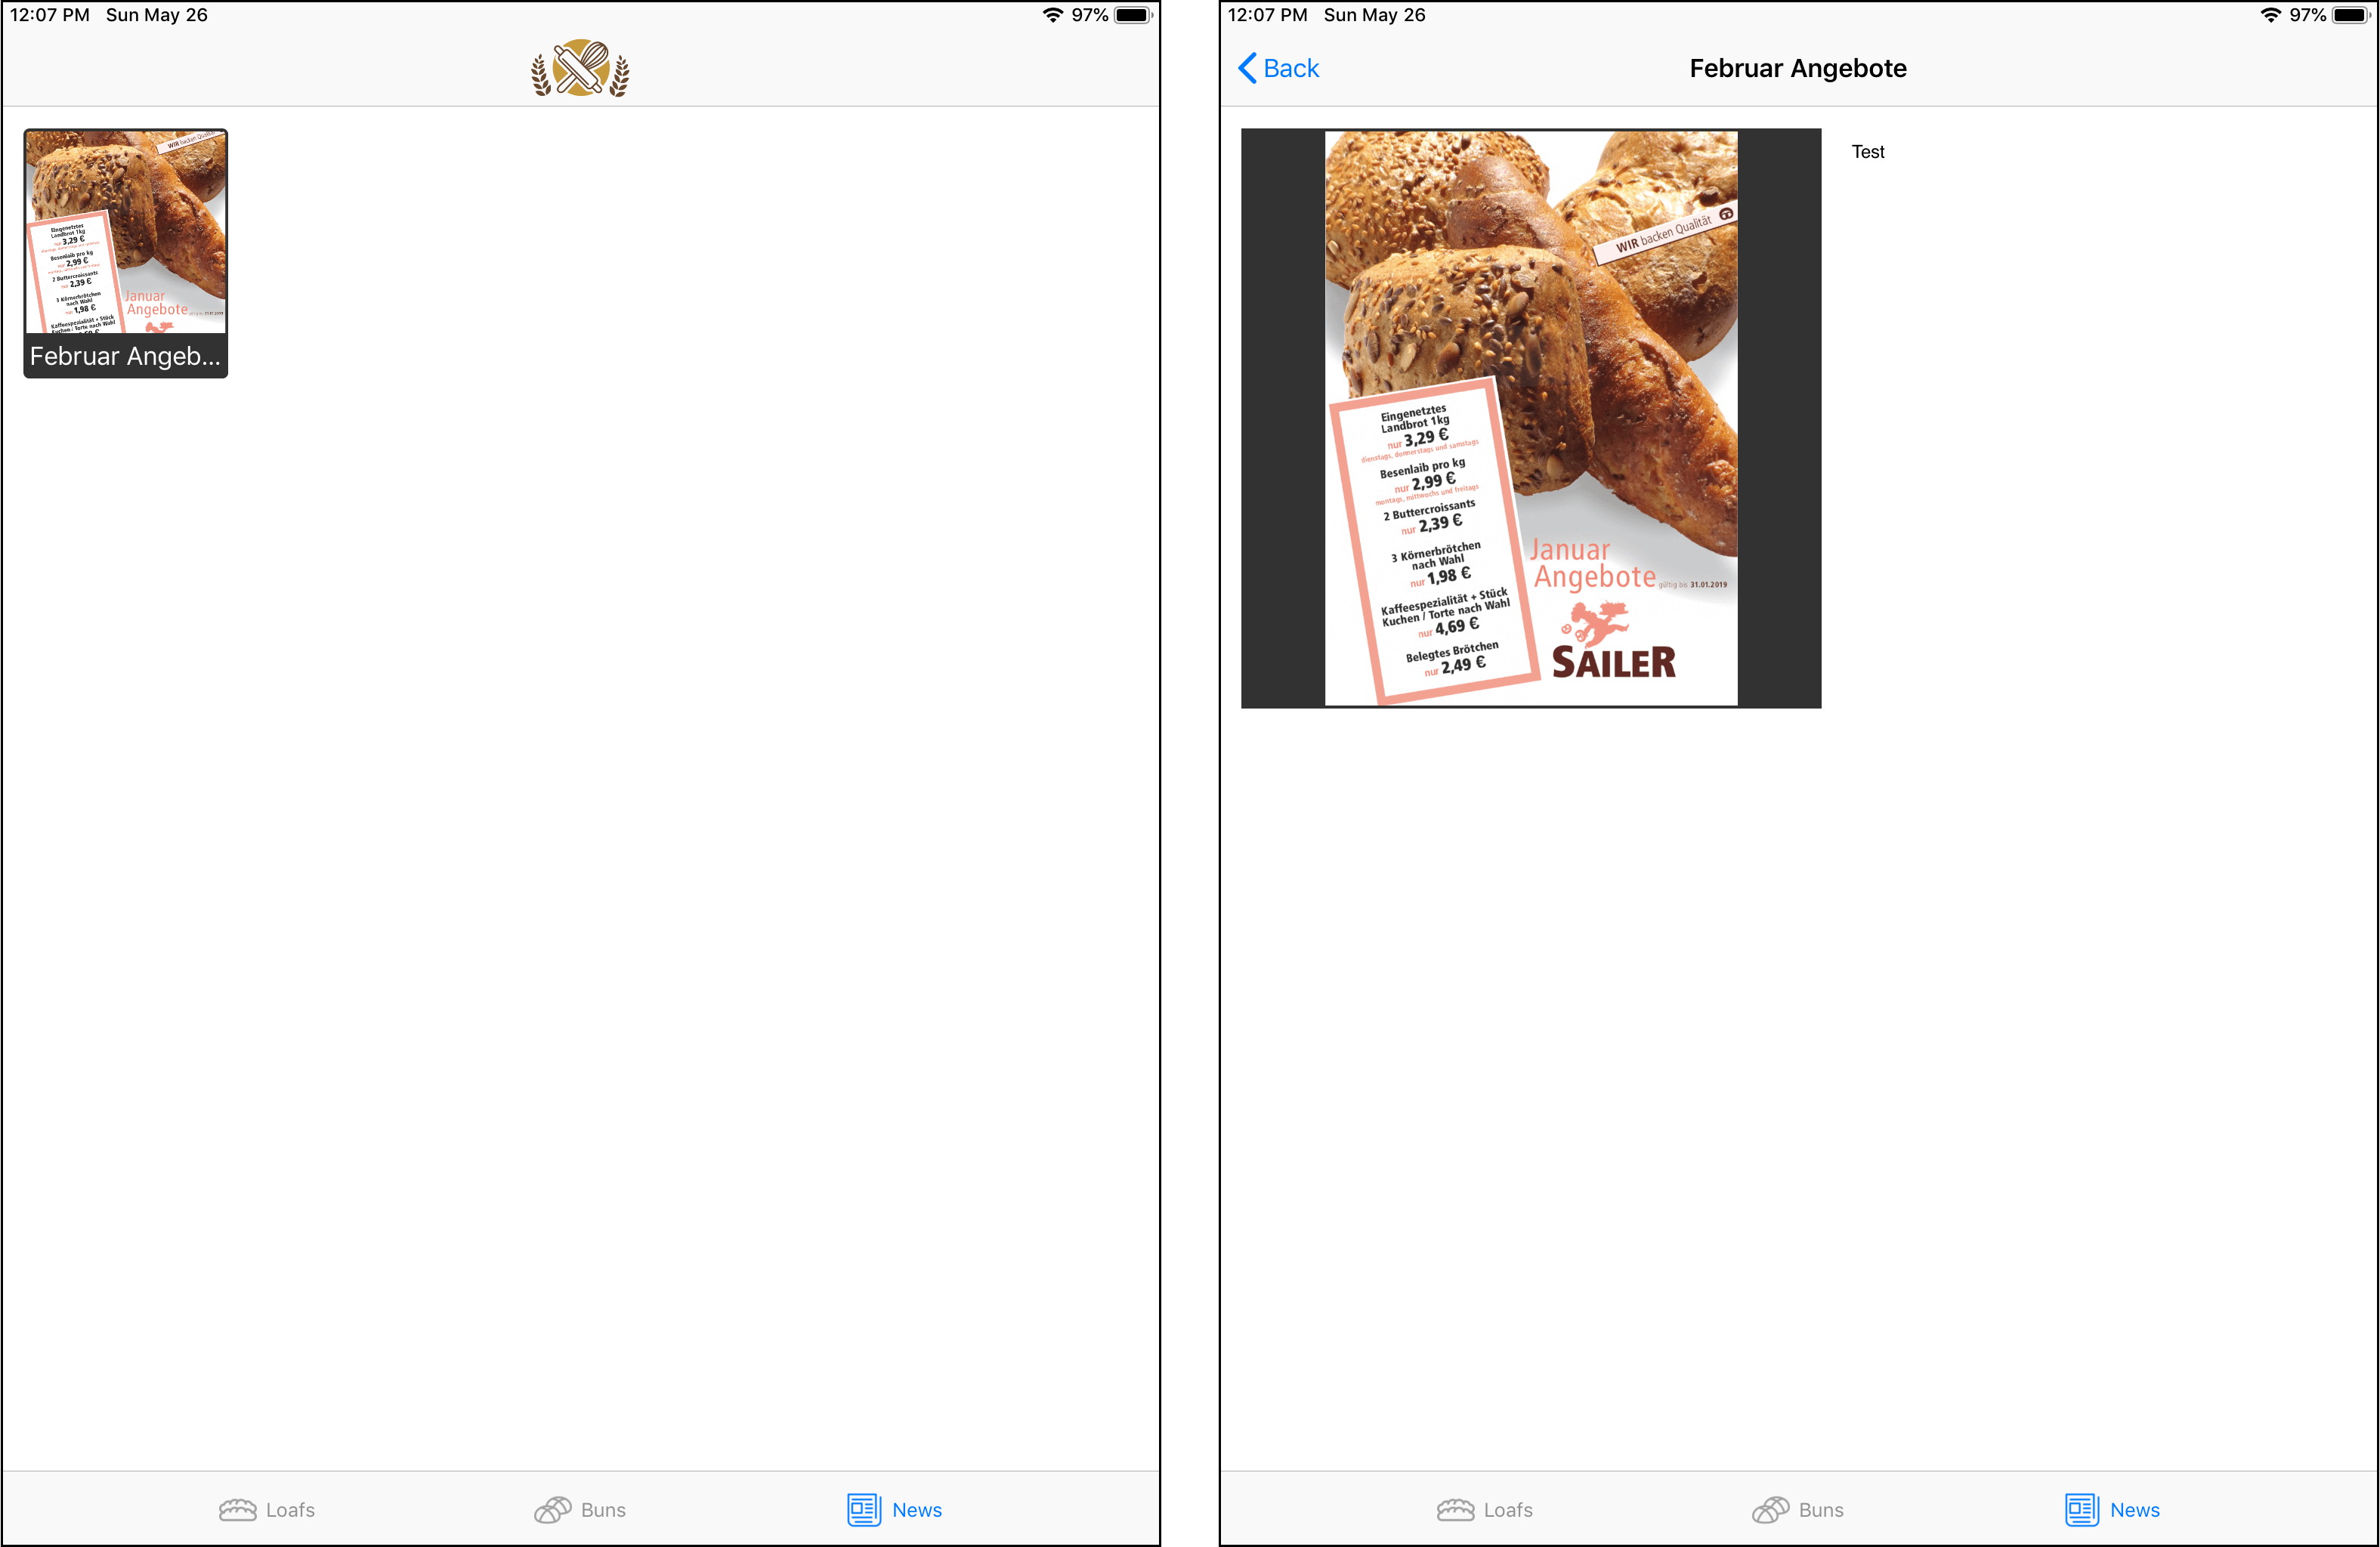 12:07 PM Sun May 26
97%
WIR backen Qualität
Eingenetztes
Landbrot 1kg
nur 3,29 €
Besenlaib pro kg
nur 2,99 €
2 Buttercroissants
nur 2,39 €
3 Körnerbrötchen
nach Wahl
nur 1,98 €
Kaffeespezialität + Stück
Kuchen / Torte nach Wahl
Januar
Angebote
31.01.2019
Februar Angeb...
Loafs
Buns
News
12:07 PM Sun May 26
97%
Back
Februar Angebote
Test
WIR backen Qualität
Eingenetztes
Landbrot 1kg
nur 3,29 €
dienstags, donnerstags und samstags
Besenlaib pro kg
nur 2,99 €
montags, mittwochs und freitags
2 Buttercroissants
nur 2,39 €
3 Körnerbrötchen
nach Wahl
nur 1,98 €
Kaffeespezialität + Stück
Kuchen / Torte nach Wahl
nur 4,69 €
Belegtes Brötchen
nur 2,49 €
Januar
Angebote gültig bis 31.01.2019
SAILER
Loafs
Buns
News